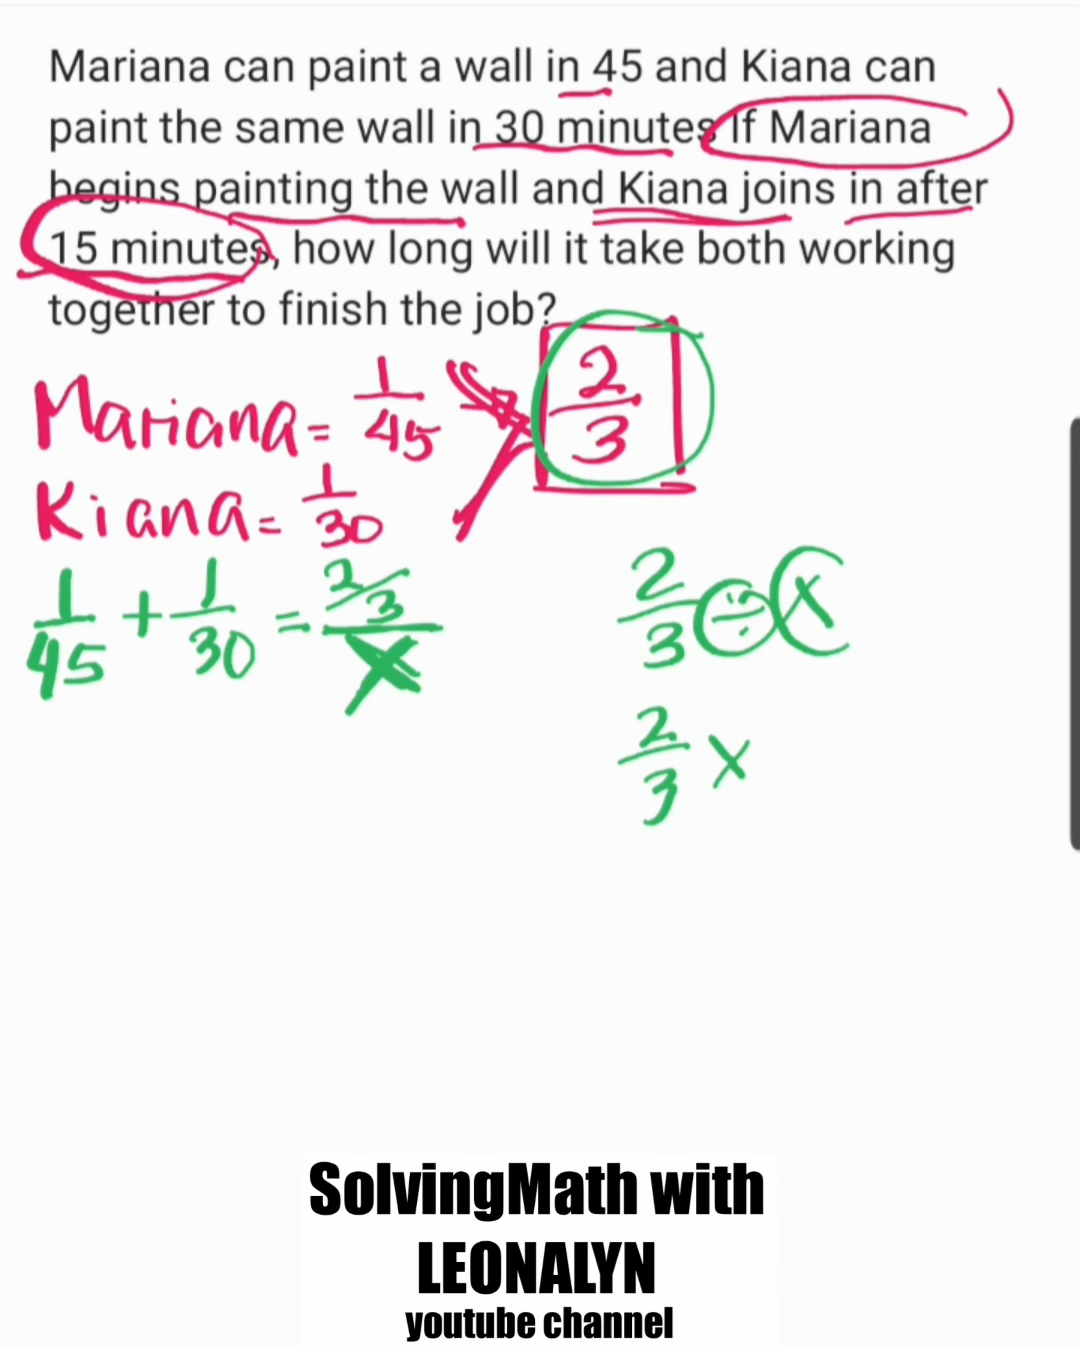 Mariana can paint a wall in 45 and Kiana can
paint the same wall in 30 minutes If Mariana
begins painting the wall and Kiana joins in after
15 minutes, how long will it take both working
together to finish the job?
Mariana = 1/45
2/3
Kiana = 1/30
1/45 + 1/30 = 2/3/x
2/3 ÷ x
2/3 x
SolvingMath with
LEONALYN
youtube channel